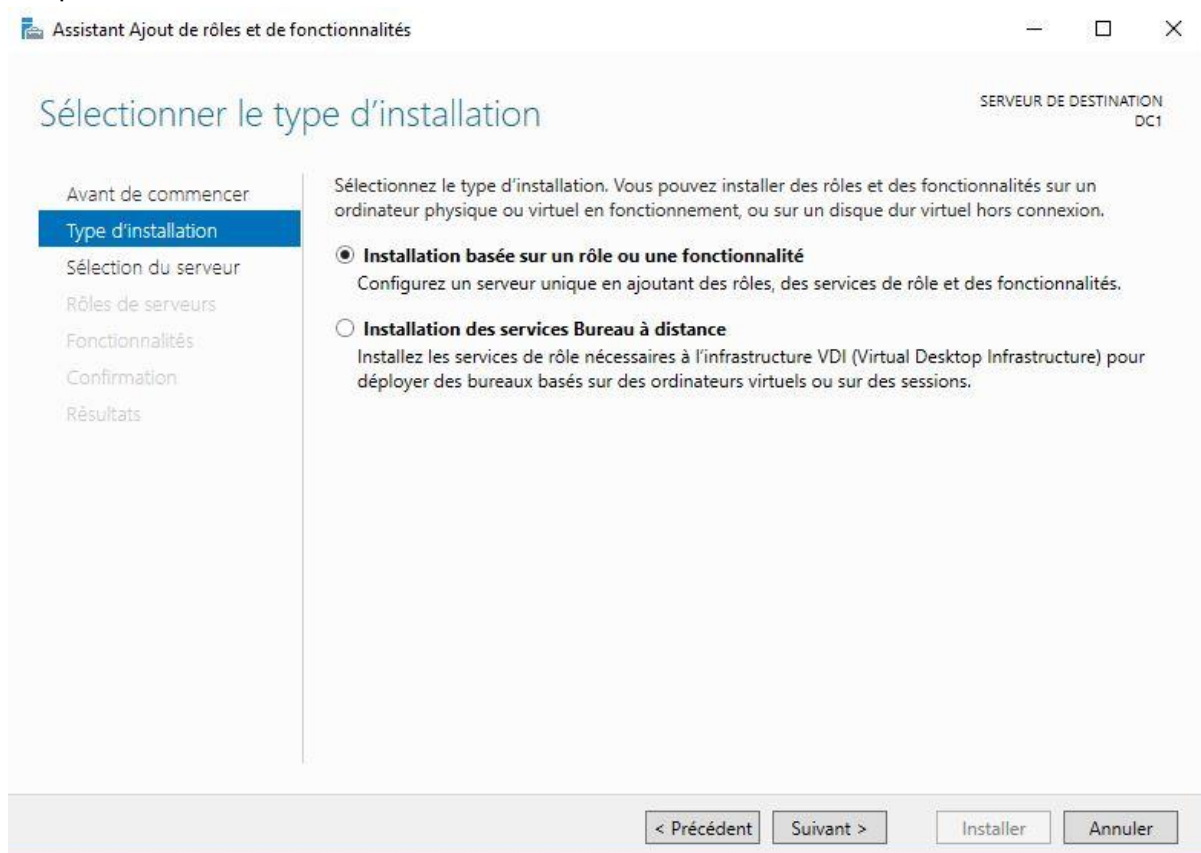 Assistant Ajout de rôles et de fonctionnalités
Sélectionner le type d'installation
SERVEUR DE DESTINATION
DC1
Avant de commencer
Type d'installation
Sélection du serveur
Rôles de serveurs
Fonctionnalités
Confirmation
Résultats
Sélectionnez le type d'installation. Vous pouvez installer des rôles et des fonctionnalités sur un
ordinateur physique ou virtuel en fonctionnement, ou sur un disque dur virtuel hors connexion.
Installation basée sur un rôle ou une fonctionnalité
Configurez un serveur unique en ajoutant des rôles, des services de rôle et des fonctionnalités.
Installation des services Bureau à distance
Installez les services de rôle nécessaires à l'infrastructure VDI (Virtual Desktop Infrastructure) pour
déployer des bureaux basés sur des ordinateurs virtuels ou sur des sessions.
< Précédent
Suivant >
Installer
Annuler